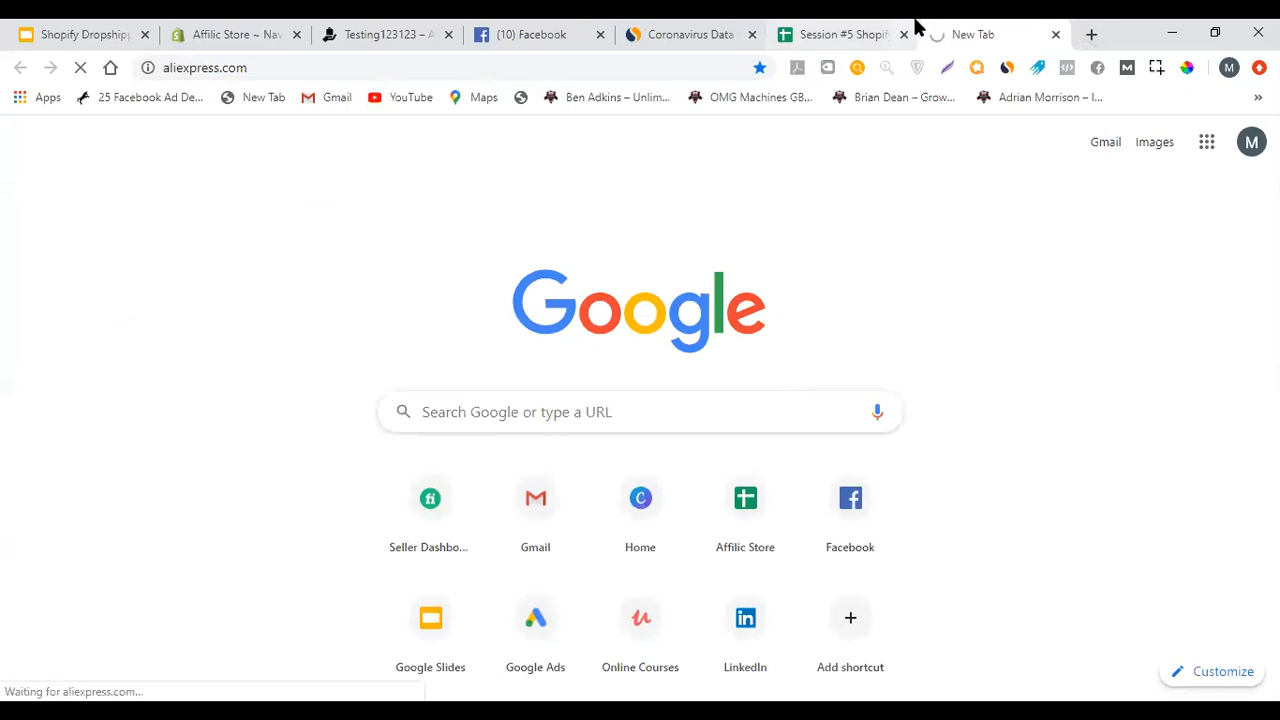 Shopify Dropshipp
Affilic Store ~ Nav
Testing123123 – A
(10) Facebook
Coronavirus Data
Session #5 Shopify
New Tab
aliexpress.com
Apps
25 Facebook Ad De...
New Tab
Gmail
YouTube
Maps
Ben Adkins – Unlim...
OMG Machines GB...
Brian Dean – Grow...
Adrian Morrison – I...
Gmail
Images
M
Google
Search Google or type a URL
Seller Dashbo...
Gmail
Home
Affilic Store
Facebook
Google Slides
Google Ads
Online Courses
LinkedIn
Add shortcut
Customize
Waiting for aliexpress.com...